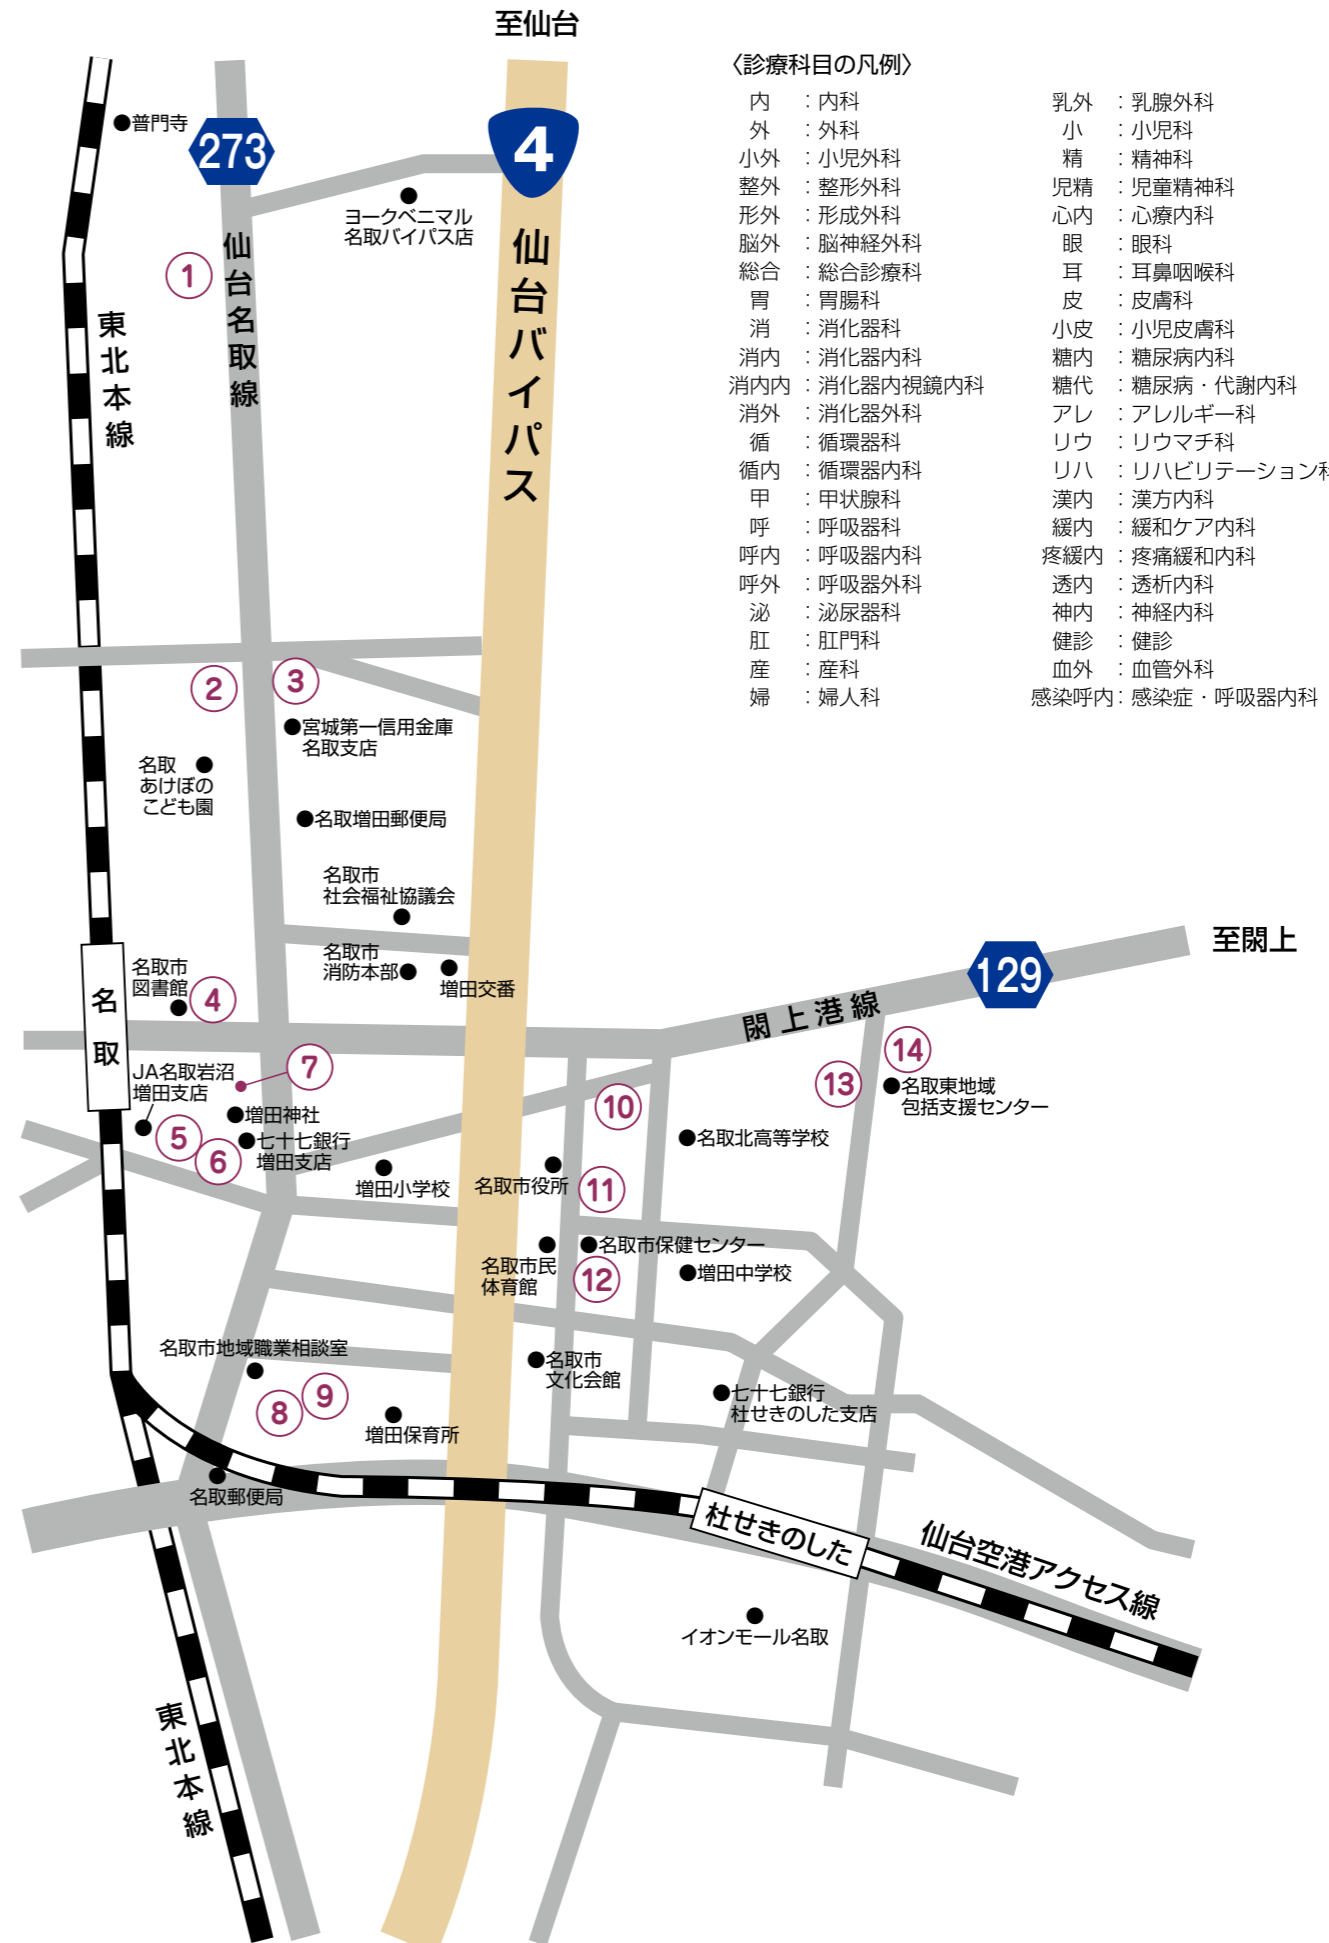 至仙台
〈診療科目の凡例〉
内 : 内科
外 : 外科
小外 : 小児外科
整外 : 整形外科
形外 : 形成外科
脳外 : 脳神経外科
総合 : 総合診療科
胃 : 胃腸科
消 : 消化器科
消内 : 消化器内科
消内内 : 消化器内視鏡内科
消外 : 消化器外科
循 : 循環器科
循内 : 循環器内科
甲 : 甲状腺科
呼 : 呼吸器科
呼内 : 呼吸器内科
呼外 : 呼吸器外科
泌 : 泌尿器科
肛 : 肛門科
産 : 産科
婦 : 婦人科
乳外 : 乳腺外科
小 : 小児科
精 : 精神科
児精 : 児童精神科
心内 : 心療内科
眼 : 眼科
耳 : 耳鼻咽喉科
皮 : 皮膚科
小皮 : 小児皮膚科
糖内 : 糖尿病内科
糖代 : 糖尿病・代謝内科
アレ : アレルギー科
リウ : リウマチ科
リハ : リハビリテーション科
漢内 : 漢方内科
緩内 : 緩和ケア内科
疼緩内 : 疼痛緩和内科
透内 : 透析内科
神内 : 神経内科
健診 : 健診
血外 : 血管外科
感染呼内 : 感染症・呼吸器内科
普門寺
273
4
ヨークベニマル
名取バイパス店
仙台名取線
仙台バイパス
1
東北本線
2
3
宮城第一信用金庫
名取支店
名取
あけぼの
こども園
名取増田郵便局
名取市
社会福祉協議会
名取市
消防本部
増田交番
至閖上
129
閖上港線
名取市
図書館
4
名取
7
JA名取岩沼
増田支店
増田神社
5
6
七十七銀行
増田支店
増田小学校
10
13
14
名取東地域
包括支援センター
名取北高等学校
名取市役所
11
名取市保健センター
名取市民
体育館
12
増田中学校
名取市地域職業相談室
8
9
増田保育所
名取市
文化会館
七十七銀行
杜せきのした支店
名取郵便局
杜せきのした
仙台空港アクセス線
イオンモール名取
東北本線